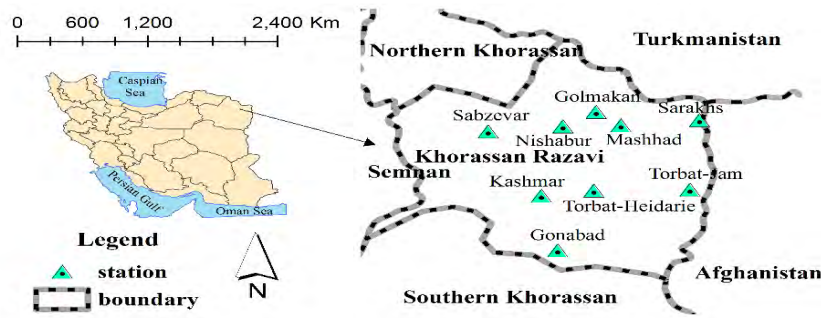 0 600 1,200 2,400 Km
Caspian
Sea
Persian Gulf
Oman Sea
Legend
station
boundary
N
Northern Khorassan
Turkmanistan
Golmakan
Sarakhs
Sabzevar
Nishabur
Mashhad
Khorassan Razavi
Semnan
Kashmar
Torbat-Jam
Torbat-Heidarie
Gonabad
Afghanistan
Southern Khorassan